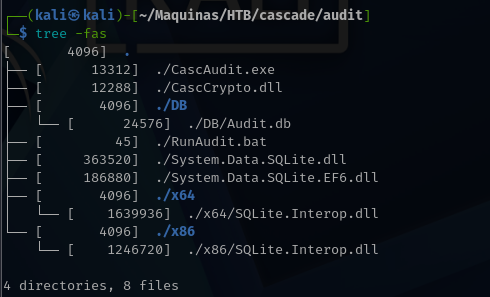 ┌──(kali㉿kali)-[~/Maquinas/HTB/cascade/audit]
└─$ tree -fas
[       4096]  .
├── [      13312]  ./CascAudit.exe
├── [      12288]  ./CascCrypto.dll
├── [       4096]  ./DB
│   └── [      24576]  ./DB/Audit.db
├── [         45]  ./RunAudit.bat
├── [     363520]  ./System.Data.SQLite.dll
├── [     186880]  ./System.Data.SQLite.EF6.dll
├── [       4096]  ./x64
│   └── [    1639936]  ./x64/SQLite.Interop.dll
└── [       4096]  ./x86
    └── [    1246720]  ./x86/SQLite.Interop.dll
4 directories, 8 files